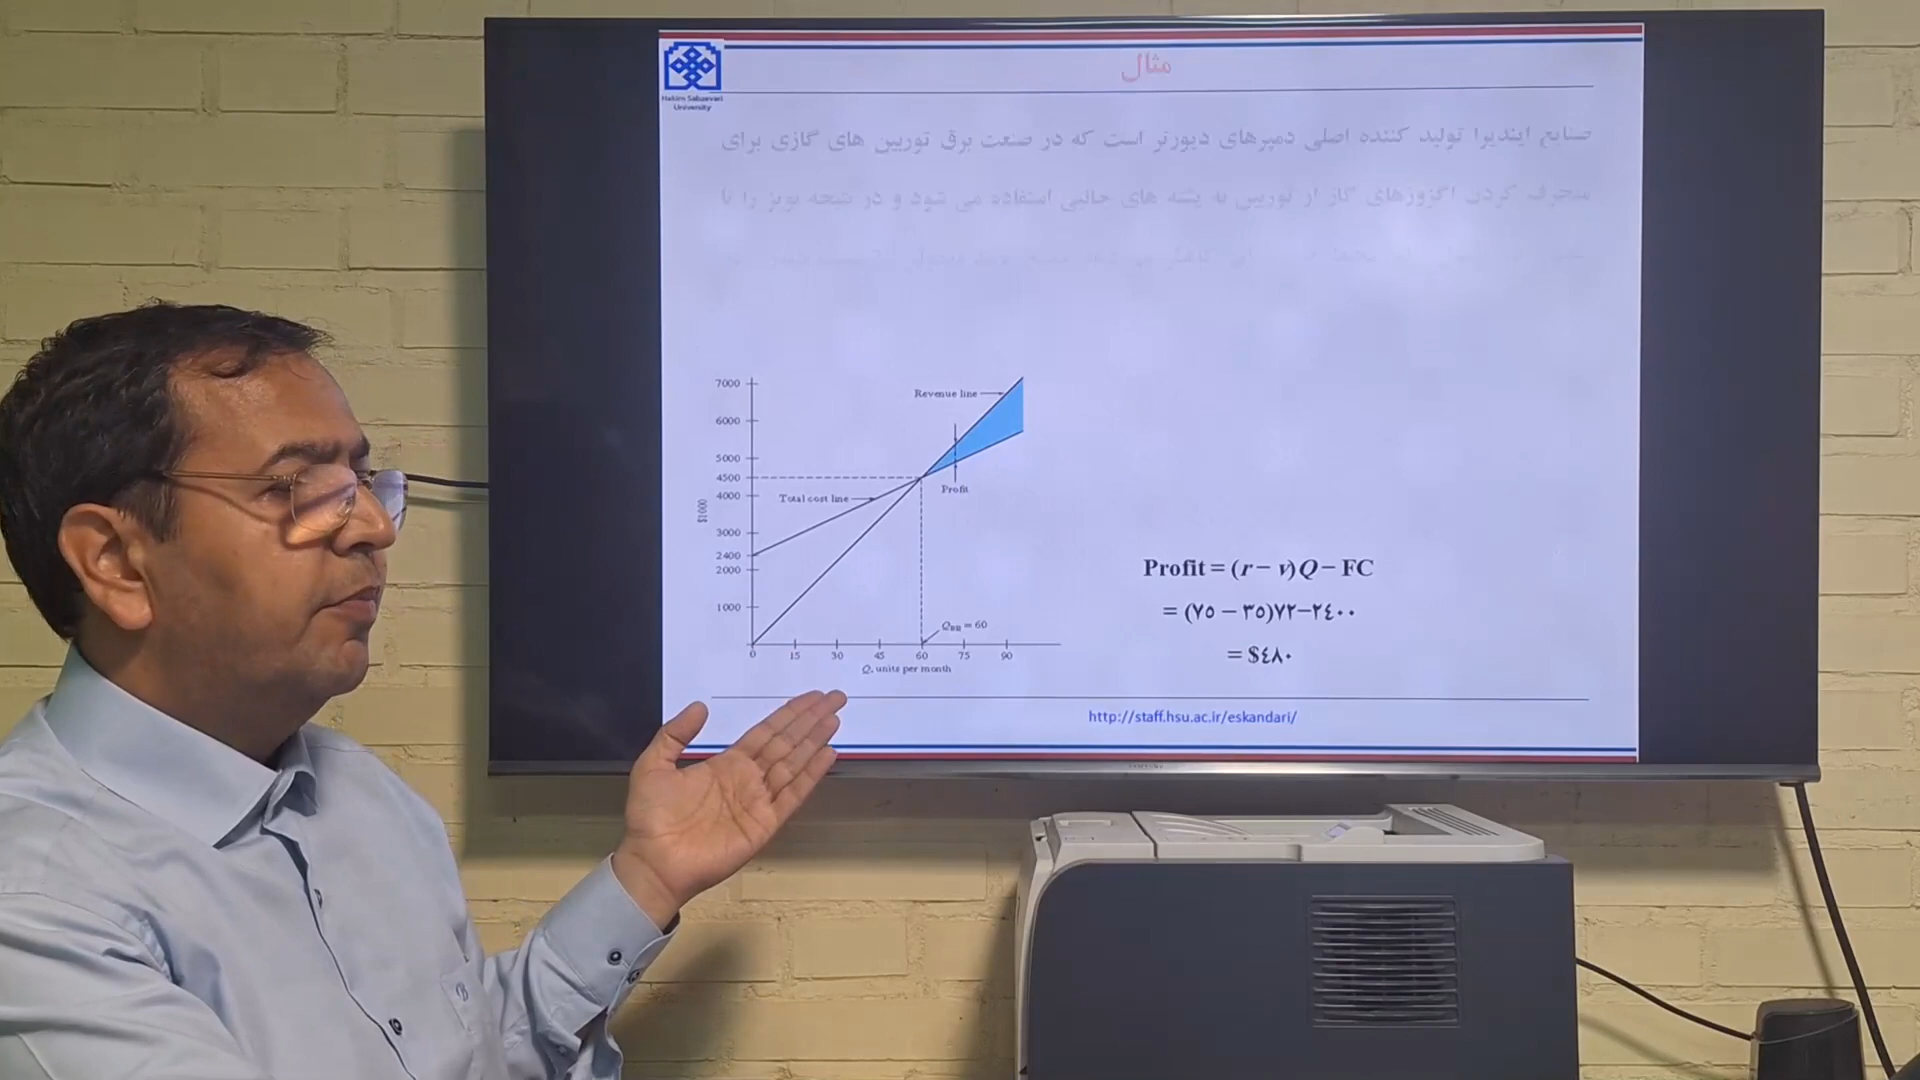 مثال
Hakim Sabzevari
University
صنایع ایندیرا تولید کننده اصلی دمپرهای دیورتر است که در صنعت برق توربین های گازی برای
منحرف کردن اگزوزهای گاز از توربین به پشته های جانبی استفاده می شود و در نتیجه نویز را تا
7000
Revenue line
6000
5000
4500
Profit
4000
Total cost line
$1000
3000
2400
2000
1000
Q_BE = 60
0 15 30 45 60 75 90
Q, units per month
Profit = (r − v)Q − FC
= (۷۵ − ۳۵)۷۲−۲٤۰۰
= $٤۸۰
http://staff.hsu.ac.ir/eskandari/